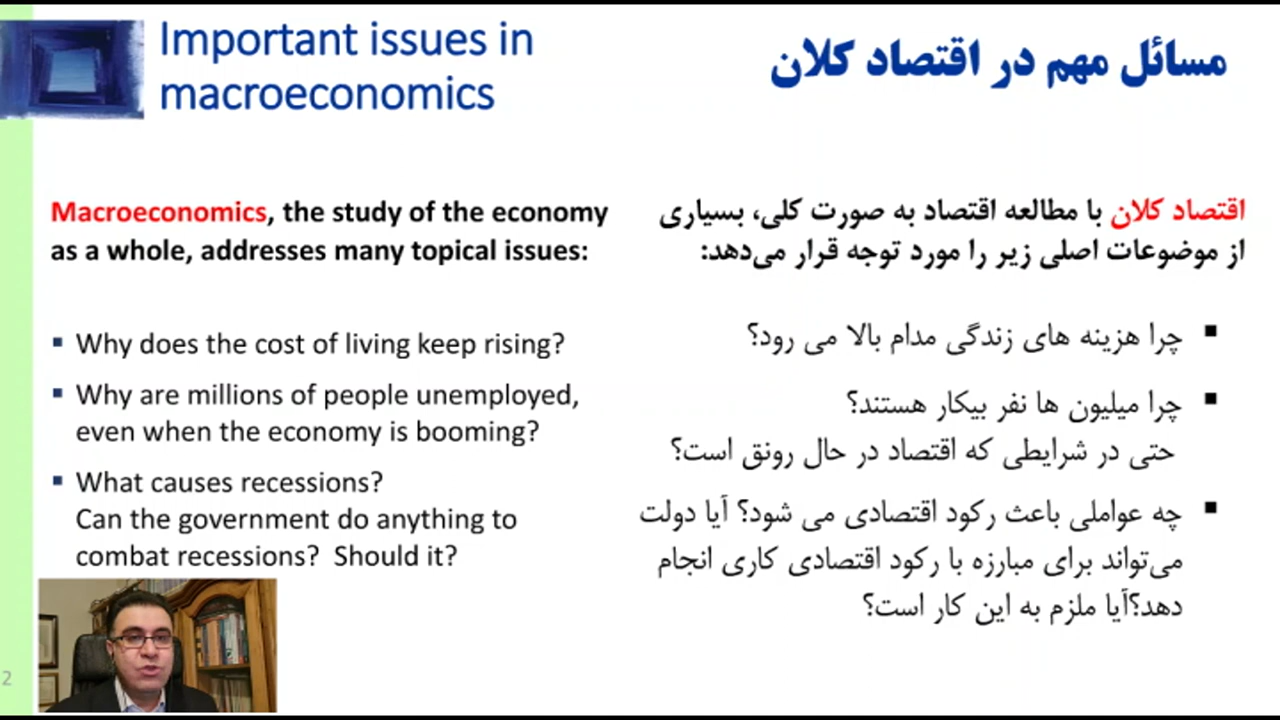 Important issues in
macroeconomics
مسائل مهم در اقتصاد کلان
Macroeconomics, the study of the economy
as a whole, addresses many topical issues:
▪ Why does the cost of living keep rising?
▪ Why are millions of people unemployed,
even when the economy is booming?
▪ What causes recessions?
Can the government do anything to
combat recessions? Should it?
اقتصاد کلان با مطالعه اقتصاد به صورت کلی، بسیاری
از موضوعات اصلی زیر را مورد توجه قرار می‌دهد:
▪ چرا هزینه های زندگی مدام بالا می رود؟
▪ چرا میلیون ها نفر بیکار هستند؟
حتی در شرایطی که اقتصاد در حال رونق است؟
▪ چه عواملی باعث رکود اقتصادی می شود؟ آیا دولت
می‌تواند برای مبارزه با رکود اقتصادی کاری انجام
دهد؟آیا ملزم به این کار است؟
2